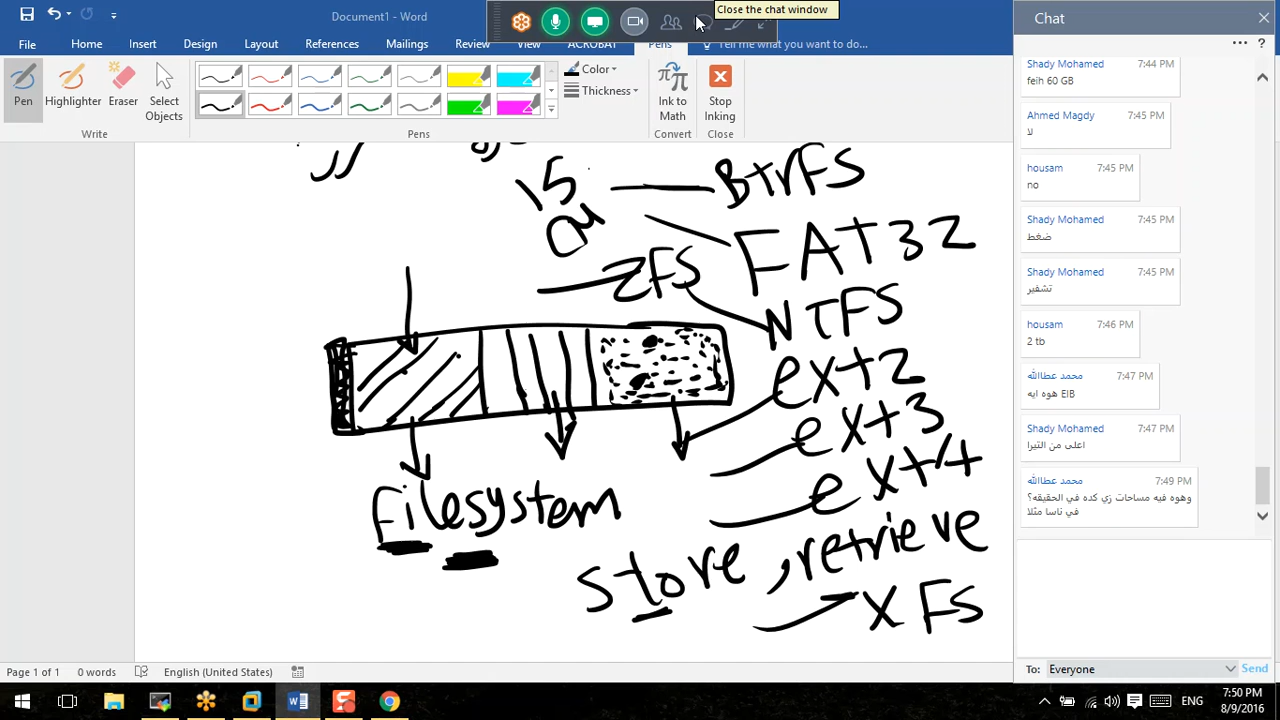 Document1 - Word
Close the chat window
File
Home
Insert
Design
Layout
References
Mailings
Review
View
ACROBAT
Pens
Tell me what you want to do...
Pen
Highlighter
Eraser
Select Objects
Write
Pens
Color
Thickness
Ink to Math
Convert
Stop Inking
Close
15
BtrFS
FAT32
ZFS
NTFS
ext2
ext3
ext4
Filesystem
store, retrieve
XFS
Page 1 of 1
0 words
English (United States)
Chat
Shady Mohamed 7:44 PM
feih 60 GB
Ahmed Magdy 7:45 PM
لا
housam 7:45 PM
no
Shady Mohamed 7:45 PM
ضغط
Shady Mohamed 7:45 PM
تشفير
housam 7:46 PM
2 tb
محمد عطاالله 7:47 PM
EIB هوه ايه
Shady Mohamed 7:47 PM
اعلى من التيرا
محمد عطاالله 7:49 PM
وهوه فيه مساحات زي كده في الحقيقه؟
في ناسا مثلا
To: Everyone
Send
ENG
7:50 PM
8/9/2016